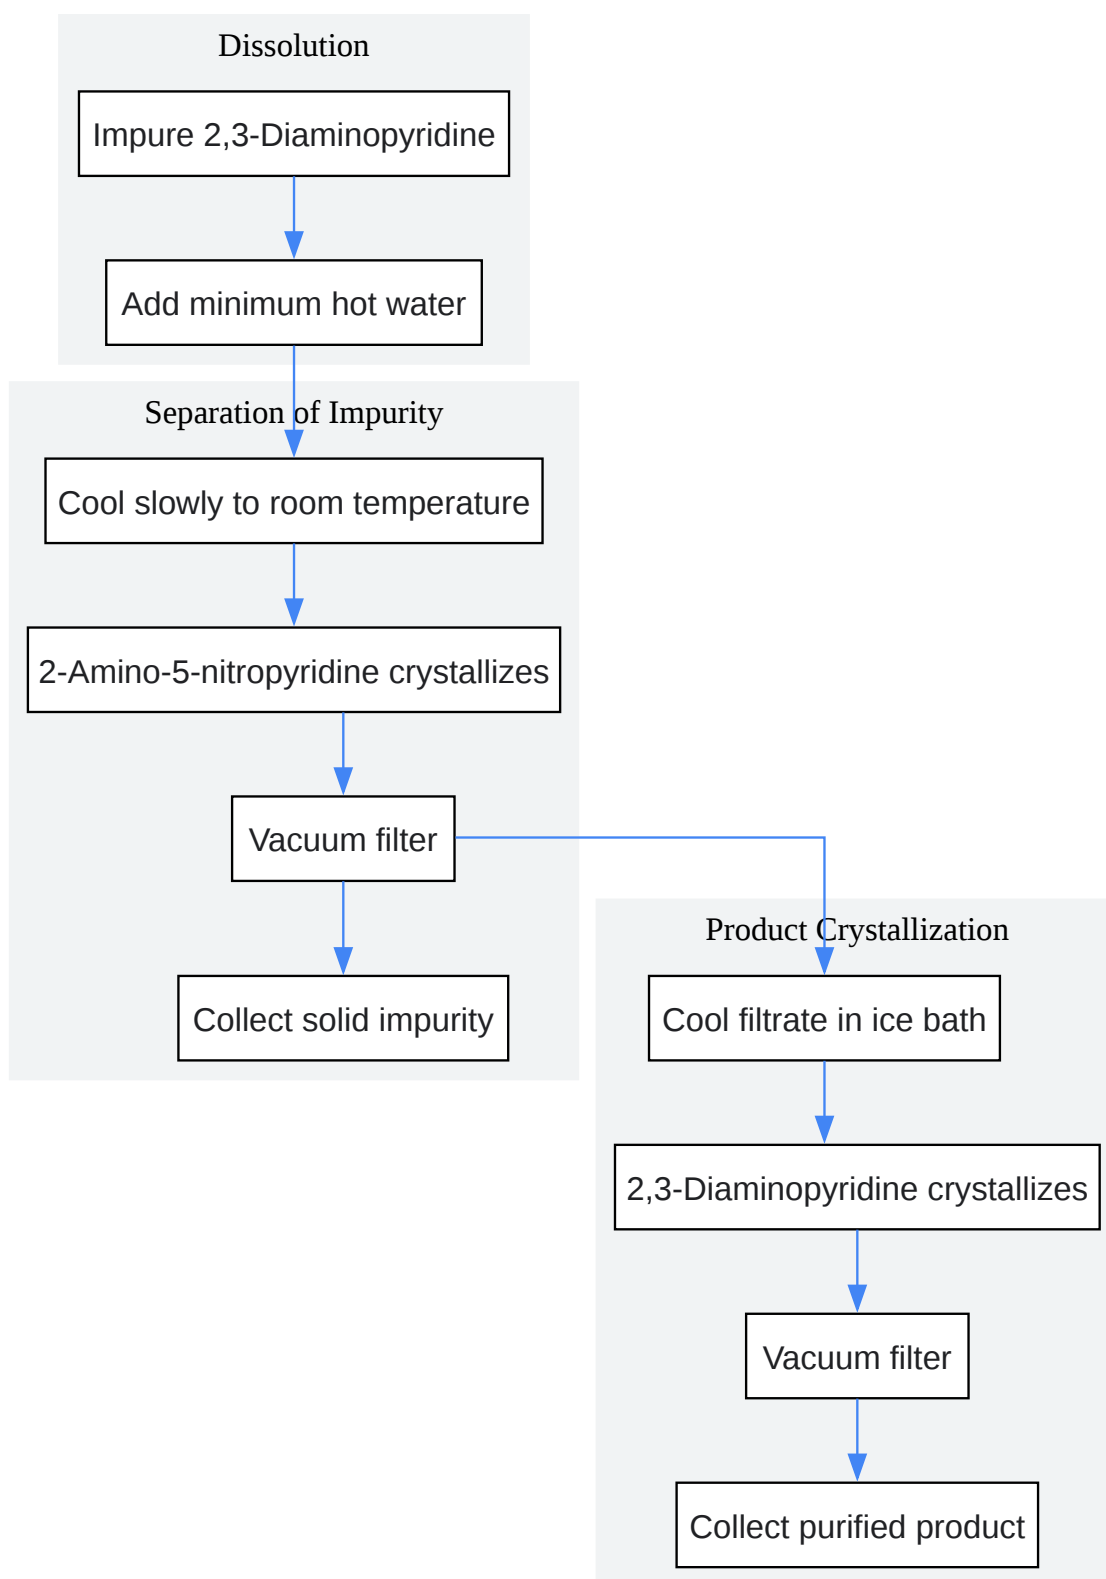 Dissolution
Impure 2,3-Diaminopyridine
Add minimum hot water
Separation of Impurity
Cool slowly to room temperature
2-Amino-5-nitropyridine crystallizes
Vacuum filter
Collect solid impurity
Product Crystallization
Cool filtrate in ice bath
2,3-Diaminopyridine crystallizes
Vacuum filter
Collect purified product